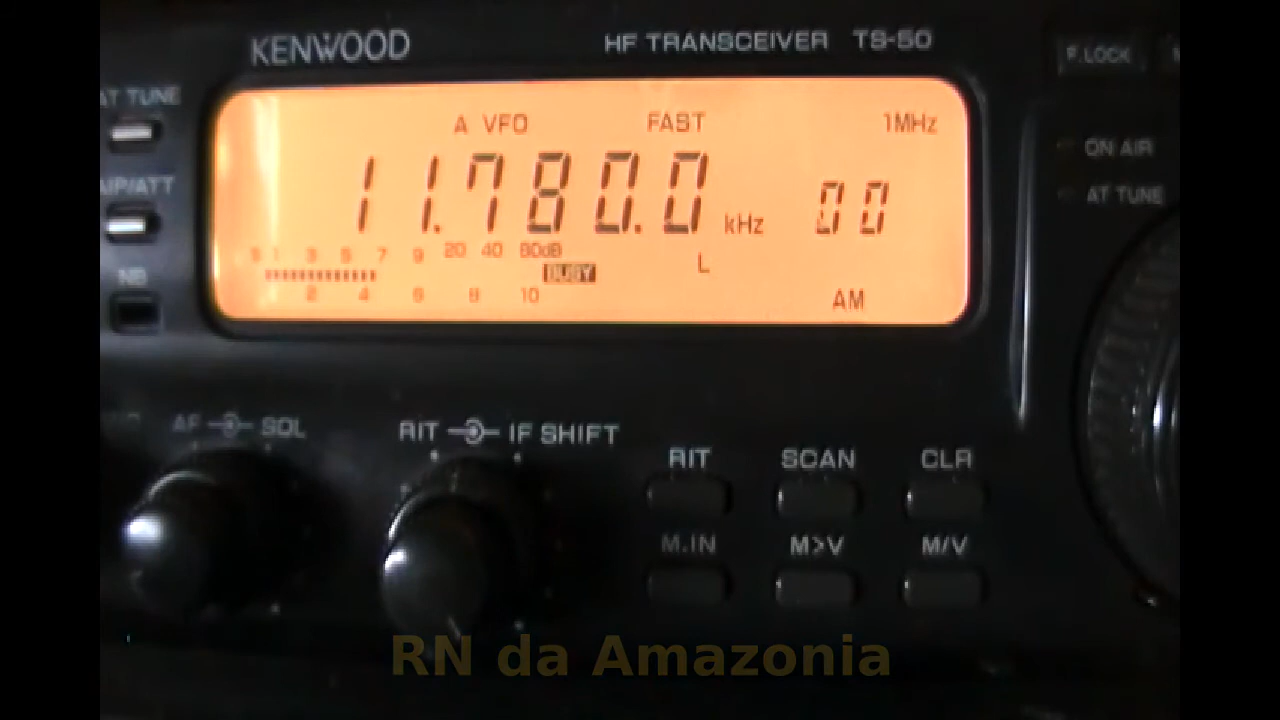 KENWOOD
HF TRANSCEIVER TS-50
F.LOCK
AT TUNE
A VFO FAST 1MHz
ON AIR
11.780.0 kHz 00
AIP/ATT
AT TUNE
S 1 3 5 7 9 20 40 80dB
BUSY
L
NB
2 4 6 8 10
AM
AF SQL
RIT IF SHIFT
RIT SCAN CLR
M.IN M>V M/V
RN da Amazonia